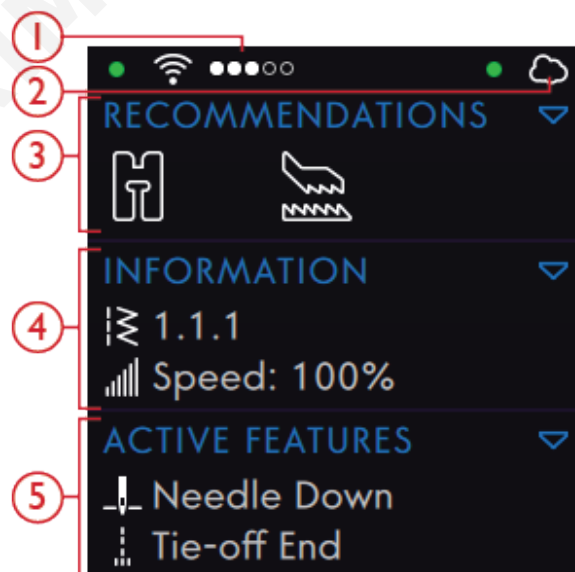 1
2
RECOMMENDATIONS
3
INFORMATION
1.1.1
4
Speed: 100%
ACTIVE FEATURES
5
Needle Down
Tie-off End